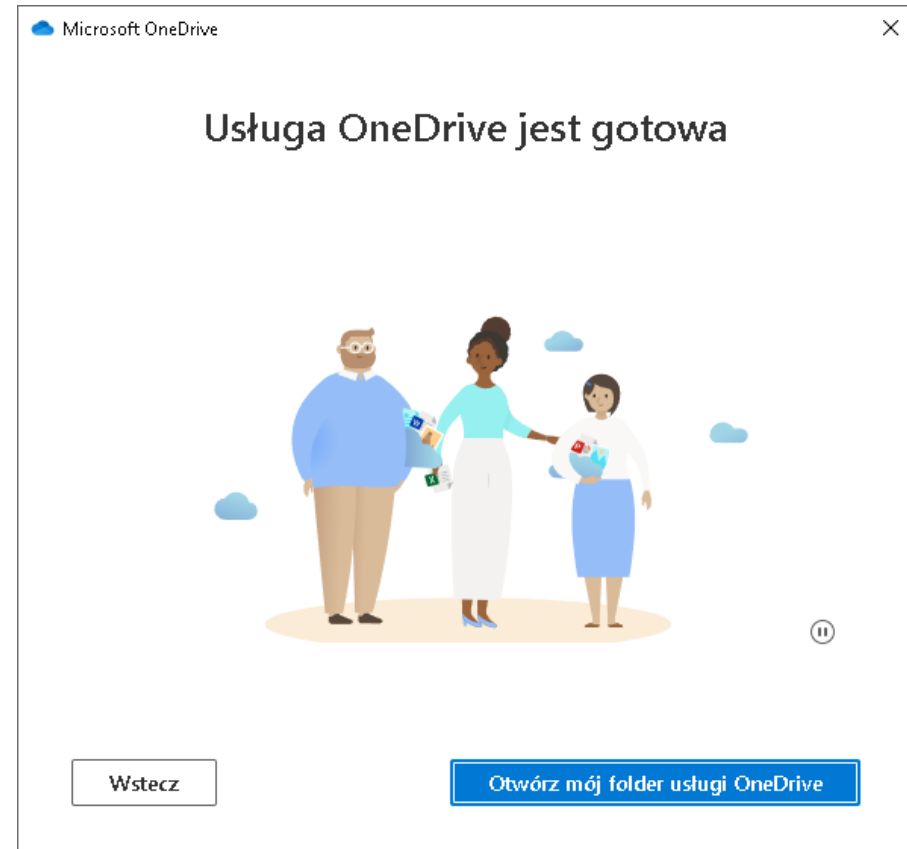 Microsoft OneDrive
Usługa OneDrive jest gotowa
W
X
P
Wstecz
Otwórz mój folder usługi OneDrive